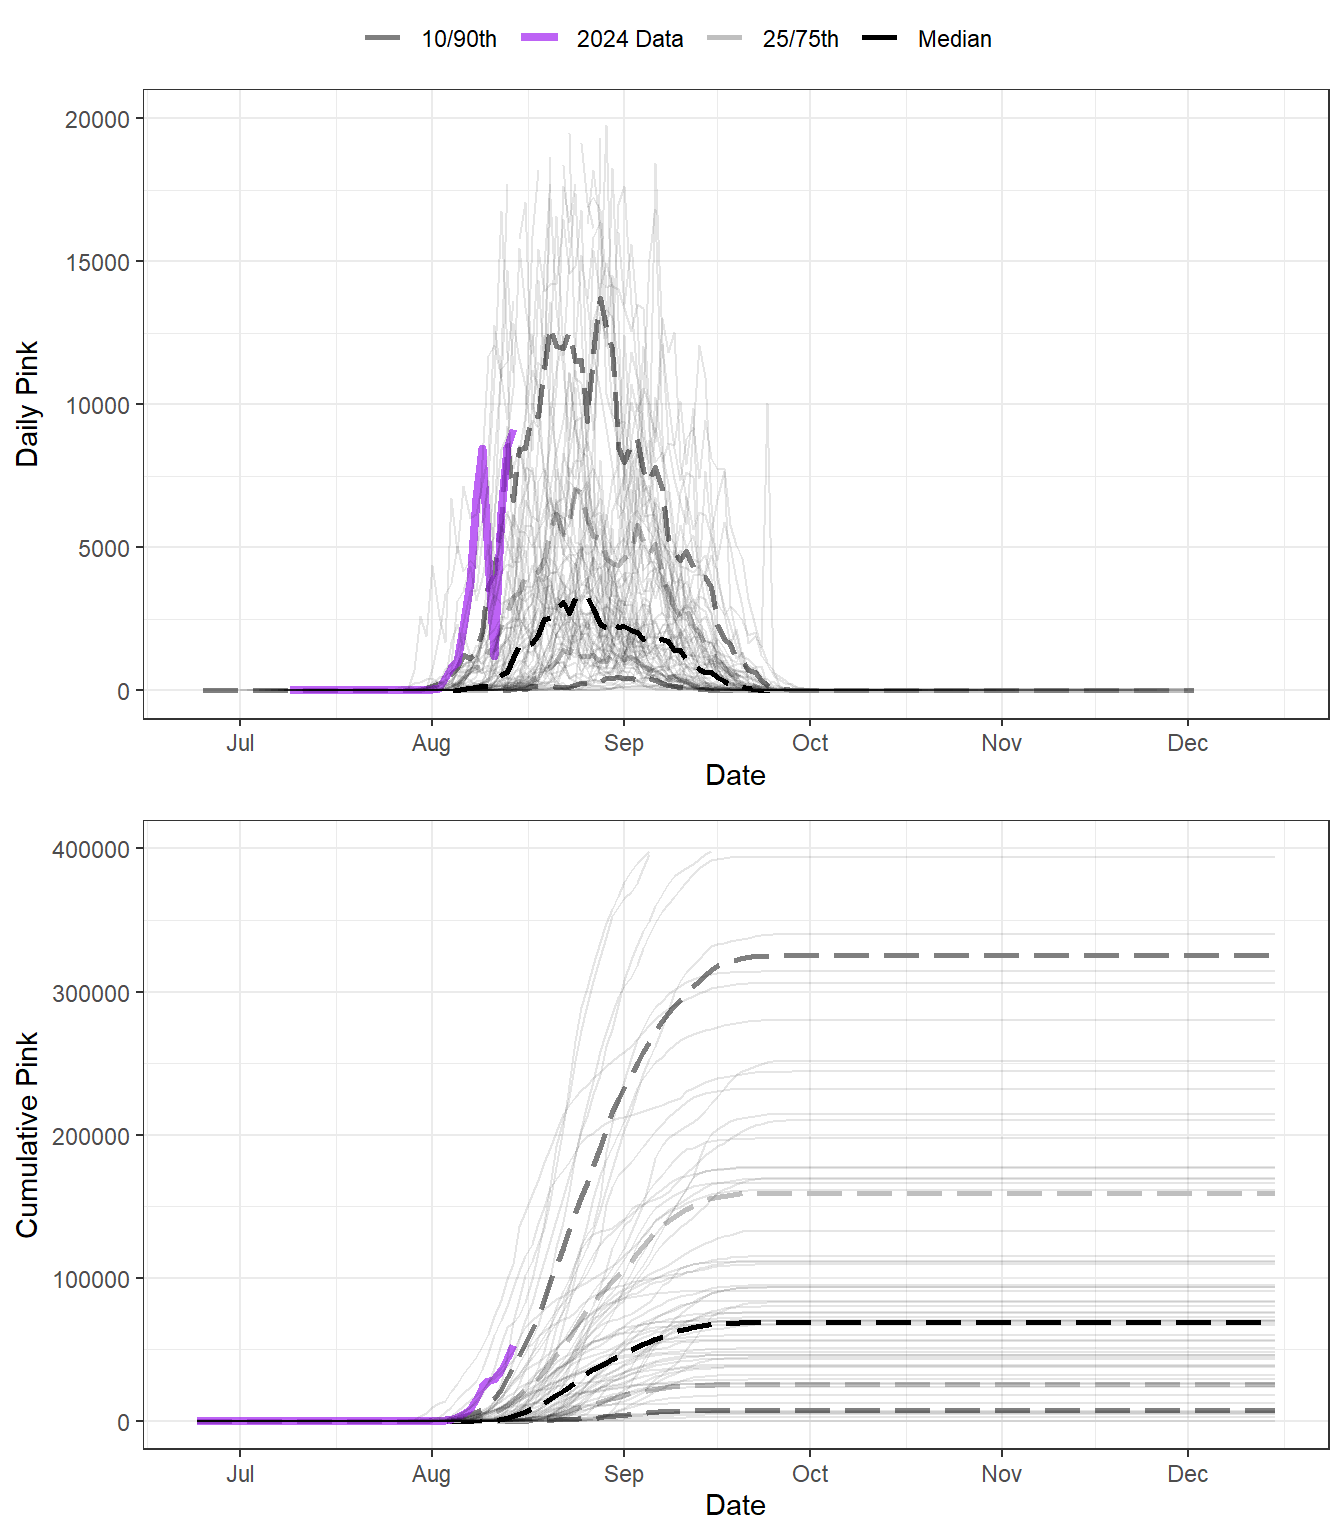 10/90th 2024 Data 25/75th Median
20000
15000
10000
5000
0
Daily Pink
Jul Aug Sep Oct Nov Dec
Date
400000
300000
200000
100000
0
Cumulative Pink
Jul Aug Sep Oct Nov Dec
Date